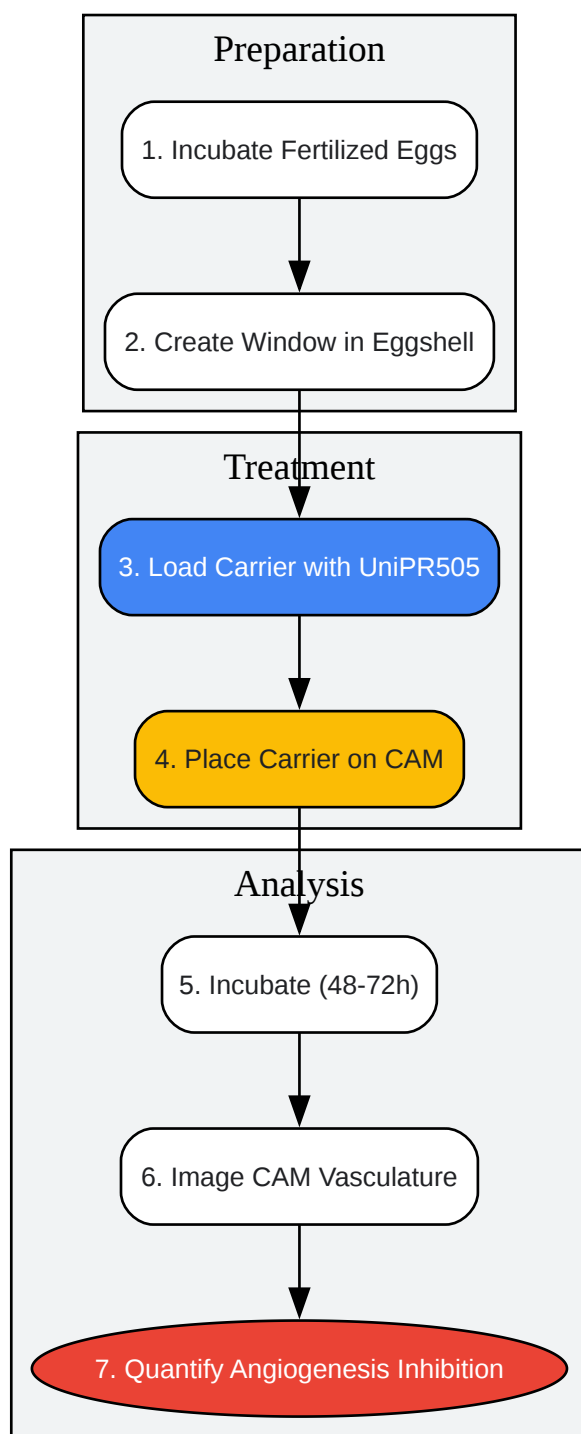 Preparation
1. Incubate Fertilized Eggs
2. Create Window in Eggshell
Treatment
3. Load Carrier with UniPR505
4. Place Carrier on CAM
Analysis
5. Incubate (48-72h)
6. Image CAM Vasculature
7. Quantify Angiogenesis Inhibition